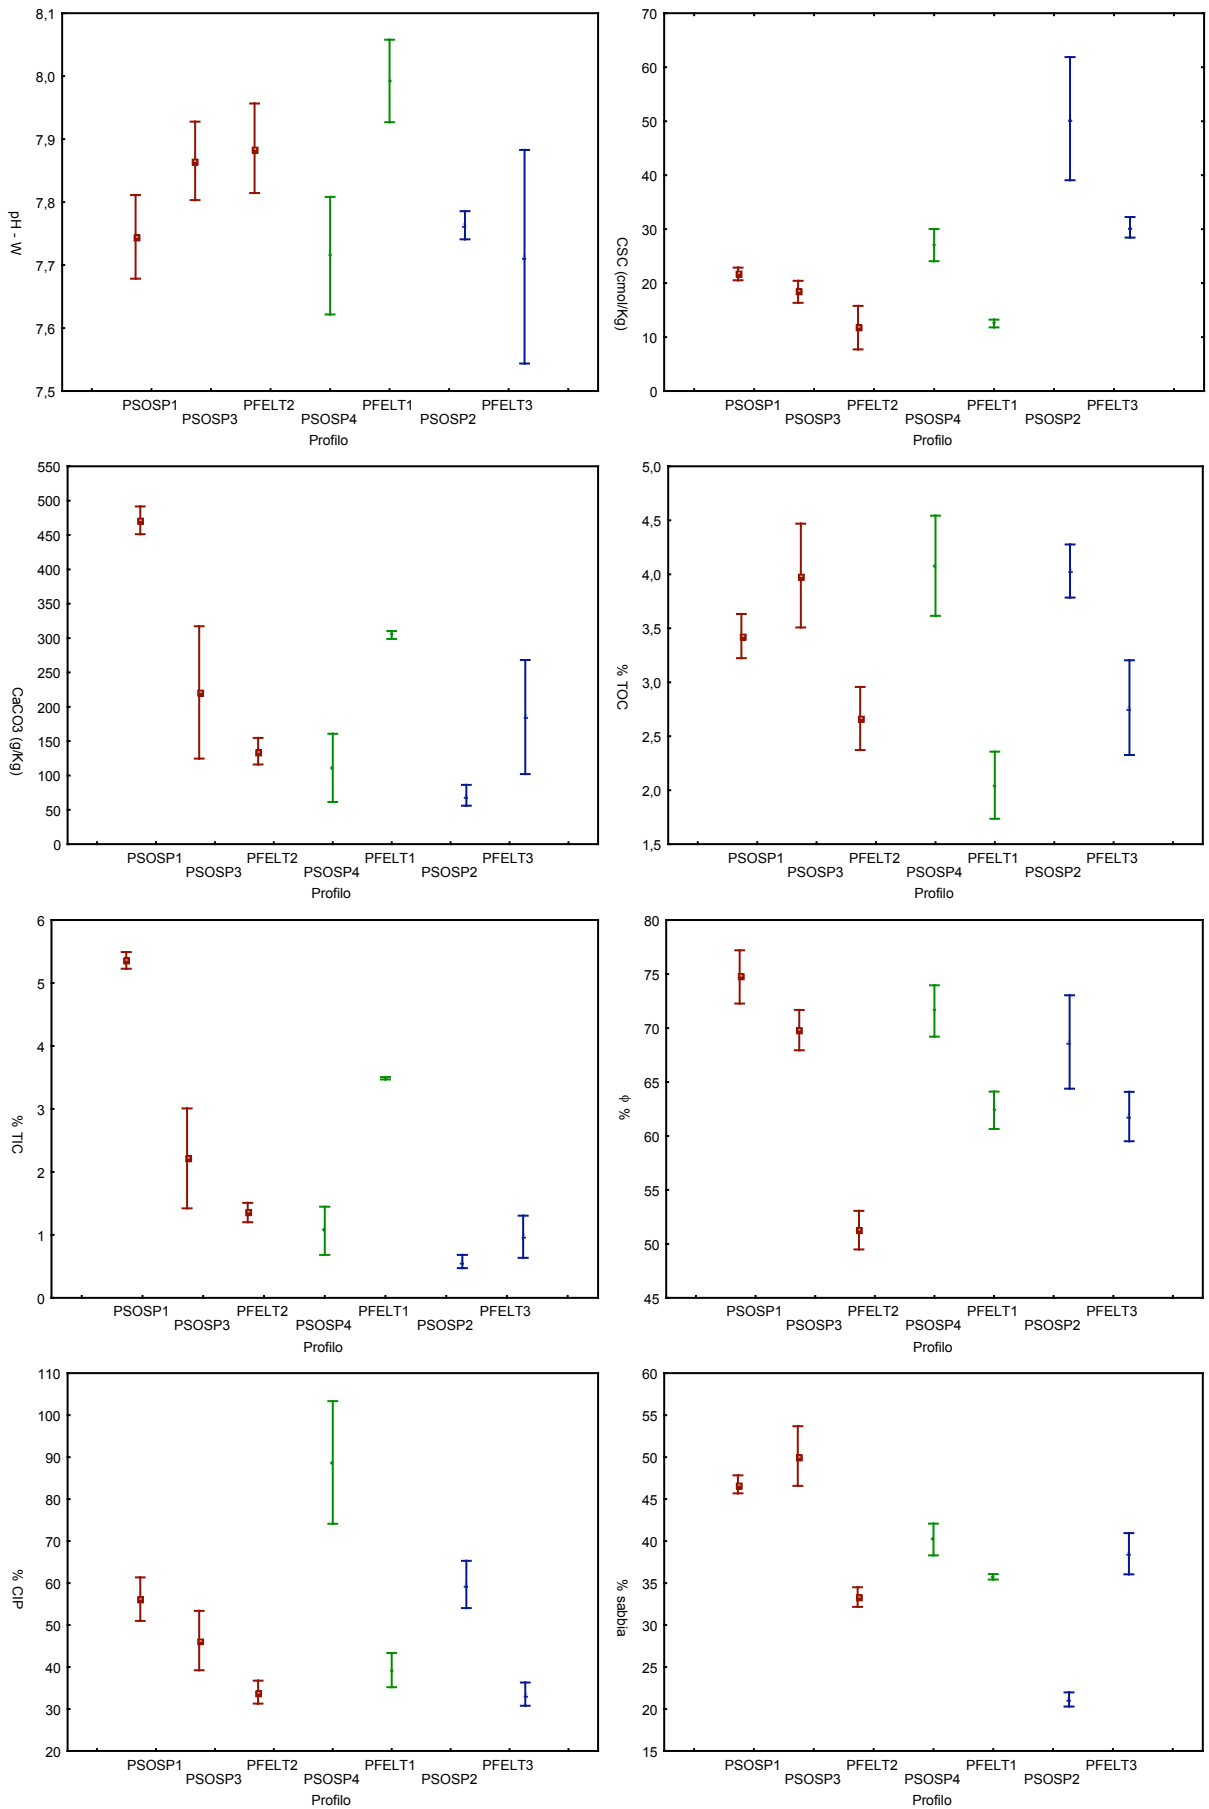 8,1
8,0
7,9
7,8
7,7
7,6
7,5
pH - W
PSOSP1 PFELT2 PFELT1 PFELT3
PSOSP3 PSOSP4 PSOSP2
Profilo
70
60
50
40
30
20
10
0
CSC (cmol/Kg)
PSOSP1 PFELT2 PFELT1 PFELT3
PSOSP3 PSOSP4 PSOSP2
Profilo
550
500
450
400
350
300
250
200
150
100
50
0
CaCO3 (g/Kg)
PSOSP1 PFELT2 PFELT1 PFELT3
PSOSP3 PSOSP4 PSOSP2
Profilo
5,0
4,5
4,0
3,5
3,0
2,5
2,0
1,5
% TOC
PSOSP1 PFELT2 PFELT1 PFELT3
PSOSP3 PSOSP4 PSOSP2
Profilo
6
5
4
3
2
1
0
% TIC
PSOSP1 PFELT2 PFELT1 PFELT3
PSOSP3 PSOSP4 PSOSP2
Profilo
80
75
70
65
60
55
50
45
ϕ %
PSOSP1 PFELT2 PFELT1 PFELT3
PSOSP3 PSOSP4 PSOSP2
Profilo
110
100
90
80
70
60
50
40
30
20
% CIP
PSOSP1 PFELT2 PFELT1 PFELT3
PSOSP3 PSOSP4 PSOSP2
Profilo
60
55
50
45
40
35
30
25
20
15
% sabbia
PSOSP1 PFELT2 PFELT1 PFELT3
PSOSP3 PSOSP4 PSOSP2
Profilo